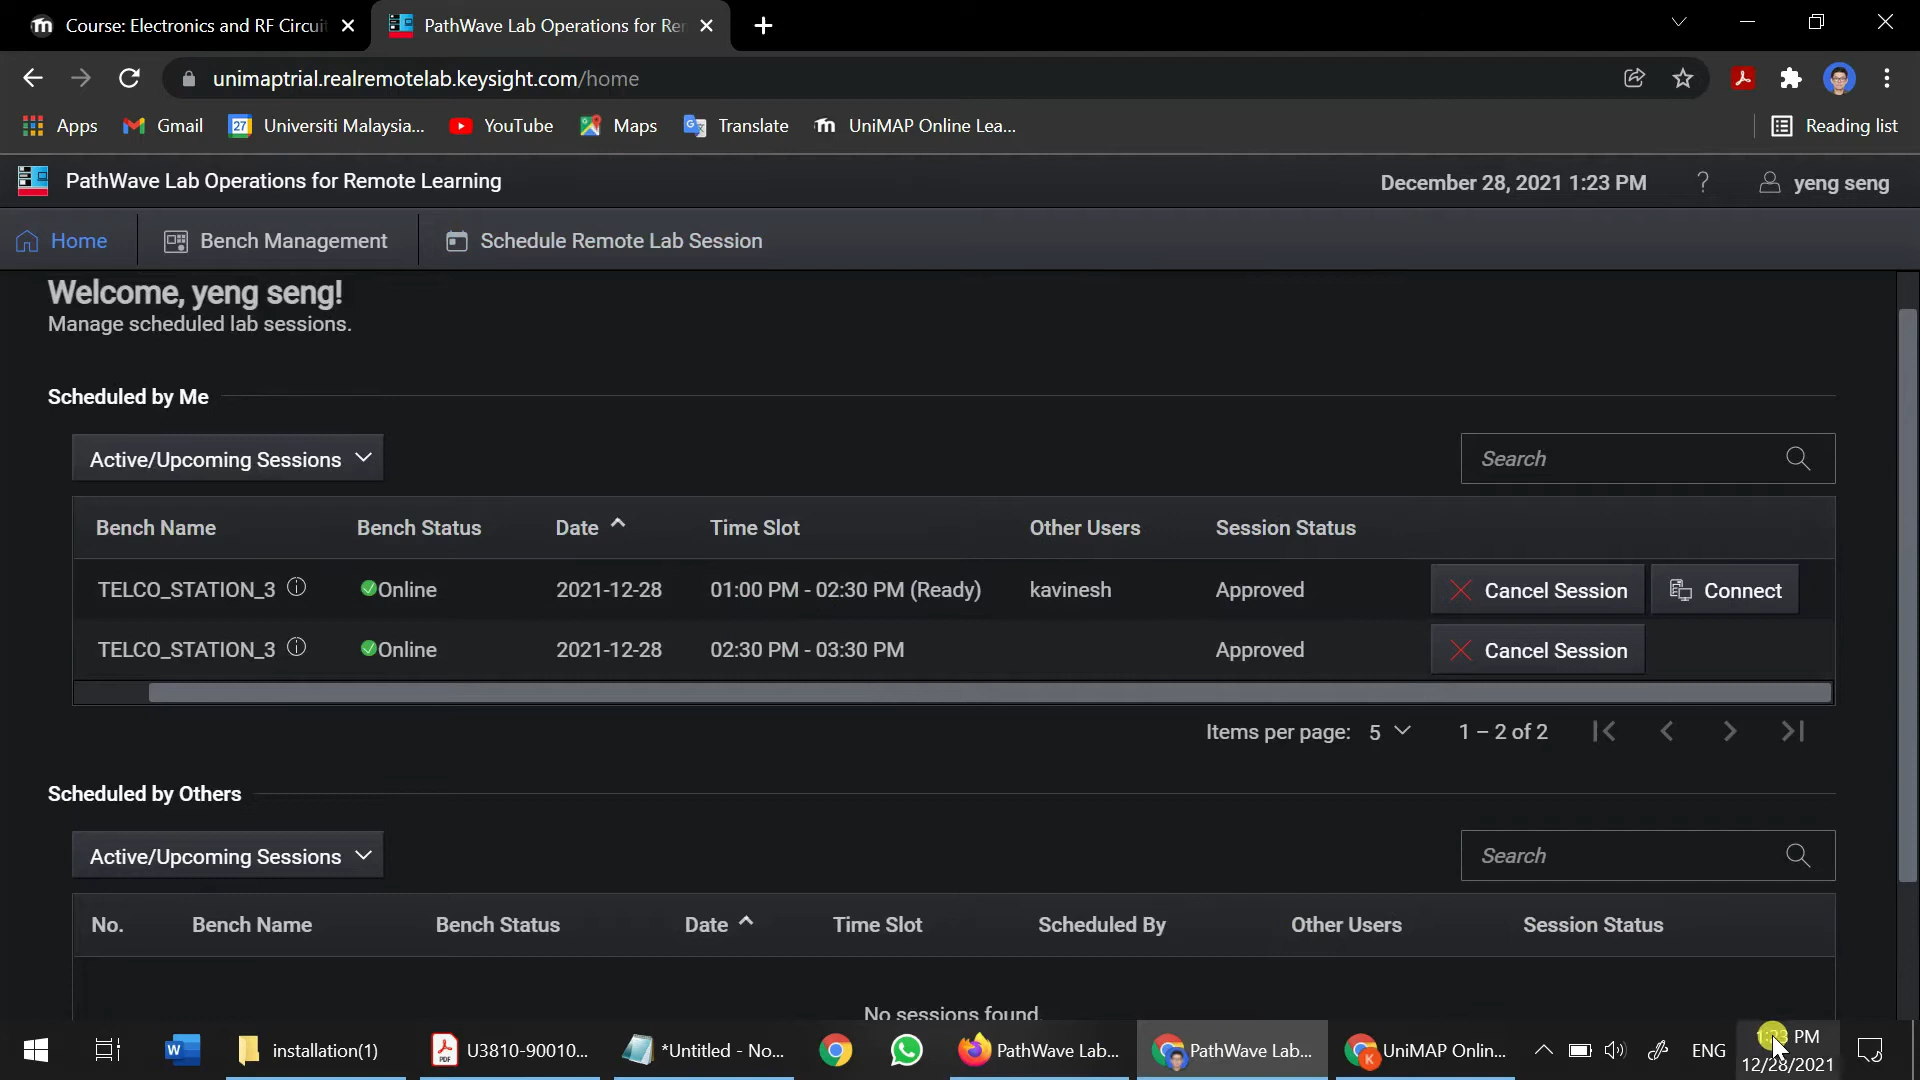 Course: Electronics and RF Circui
PathWave Lab Operations for Re
unimaptrial.realremotelab.keysight.com/home
Apps
Gmail
27
Universiti Malaysia...
YouTube
Maps
Translate
UniMAP Online Lea...
Reading list
PathWave Lab Operations for Remote Learning
December 28, 2021 1:23 PM
?
yeng seng
Home
Bench Management
Schedule Remote Lab Session
Welcome, yeng seng!
Manage scheduled lab sessions.
Scheduled by Me
Active/Upcoming Sessions
Search
Bench Name Bench Status Date Time Slot Other Users Session Status
TELCO_STATION_3 Online 2021-12-28 01:00 PM - 02:30 PM (Ready) kavinesh Approved Cancel Session Connect
TELCO_STATION_3 Online 2021-12-28 02:30 PM - 03:30 PM Approved Cancel Session
Items per page: 5 1 – 2 of 2
Scheduled by Others
Active/Upcoming Sessions
Search
No. Bench Name Bench Status Date Time Slot Scheduled By Other Users Session Status
No sessions found.
installation(1)
U3810-90010...
*Untitled - No...
PathWave Lab...
PathWave Lab...
K
UniMAP Onlin...
ENG
1:23 PM
12/28/2021